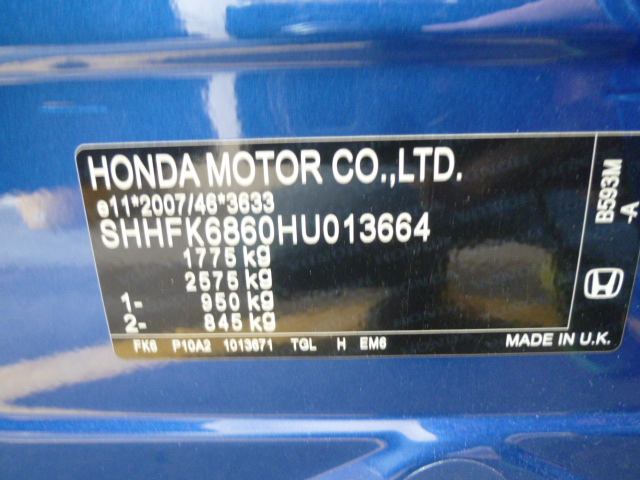 HONDA MOTOR CO.,LTD.
e11*2007/46*3633
SHHFK6860HU013664
1775 kg
2575 kg
1- 950 kg
2- 845 kg
FK6 P10A2 1013671 TGL H EM6
MADE IN U.K.
B593M
-A